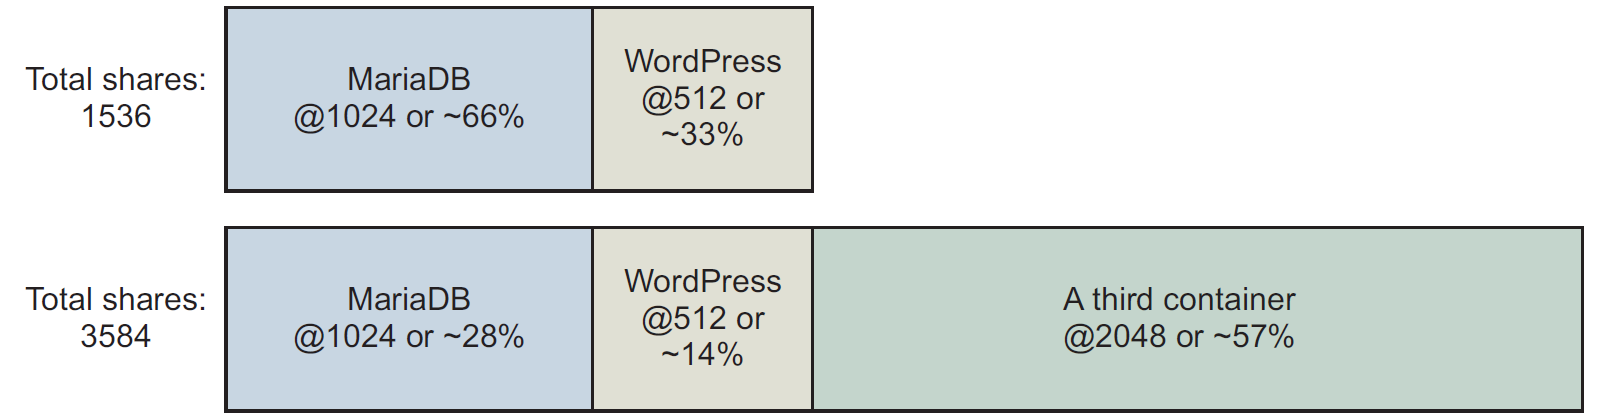 Total shares:
1536
MariaDB
@1024 or ~66%
WordPress
@512 or
~33%
Total shares:
3584
MariaDB
@1024 or ~28%
WordPress
@512 or
~14%
A third container
@2048 or ~57%